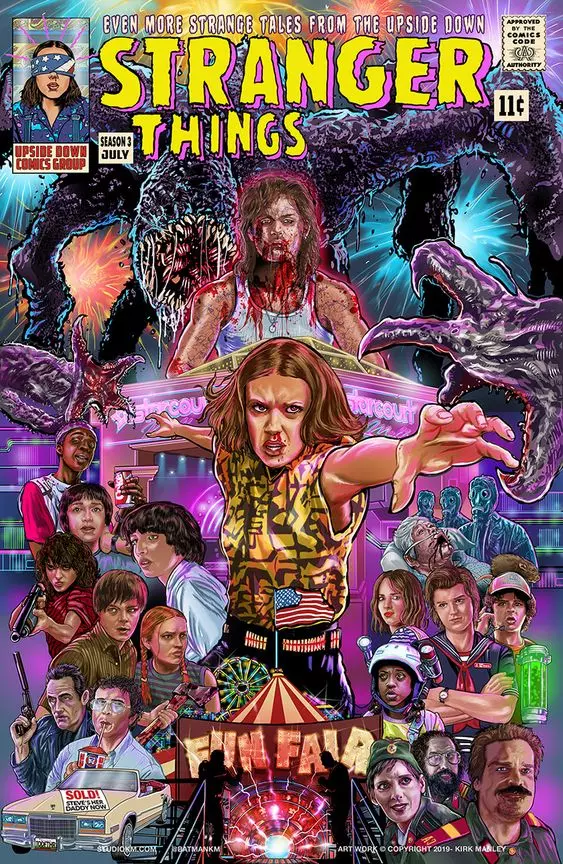 EVEN MORE STRANGE TALES FROM THE UPSIDE DOWN
STRANGER
THINGS
APPROVED
BY THE
COMICS
CODE
AUTHORITY
11¢
UPSIDE DOWN
COMICS GROUP
SEASON 3
JULY
Starcourt
FUN FAIR
SOLD!
STEVE'S HER
DADDY NOW
STUDIOKM.COM
@BATMANKM
ART WORK © COPYRIGHT 2019- KIRK MANLEY